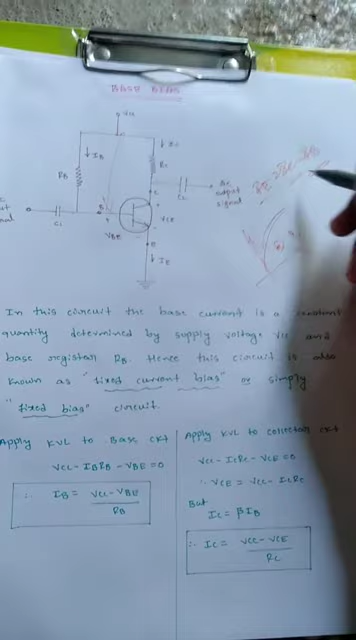 BASE BIAS
+VCC
IB
IC
RB
RC
C2
Ac
output
signal
C
+
B
VCE
C1
+
VBE
-
E
IE
In this circuit the base current is a constant
quantity determined by supply voltage Vcc and
base register RB. Hence this circuit is also
known as "fixed current bias" or simply
"fixed bias" circuit.
Apply KVL to Base CKT
VCC - IBRB - VBE = 0
∴ IB = VCC - VBE
RB
Apply KVL to collector CKT
VCC - ICRC - VCE = 0
∴ VCE = VCC - ICRC
But
IC = βIB
∴ IC = VCC - VCE
RC